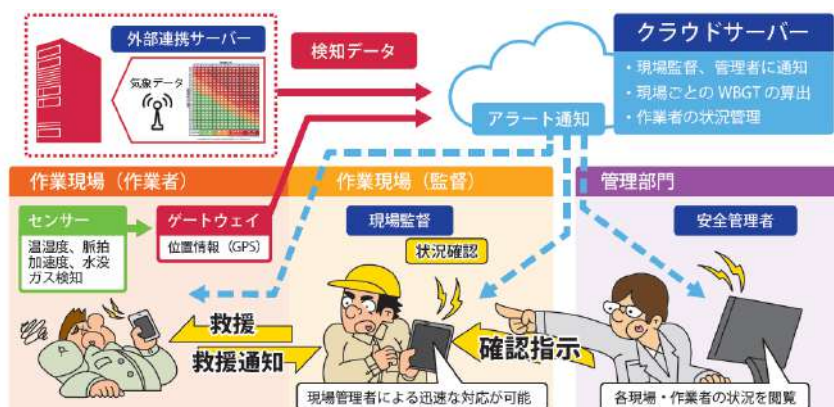 外部連携サーバー
気象データ
検知データ
クラウドサーバー
・現場監督、管理者に通知
・現場ごとの WBGT の算出
・作業者の状況管理
アラート通知
作業現場（作業者）
作業現場（監督）
管理部門
センサー
温湿度、脈拍
加速度、水没
ガス検知
ゲートウェイ
位置情報（GPS）
現場監督
状況確認
安全管理者
救援
救援通知
確認指示
現場管理者による迅速な対応が可能
各現場・作業者の状況を閲覧